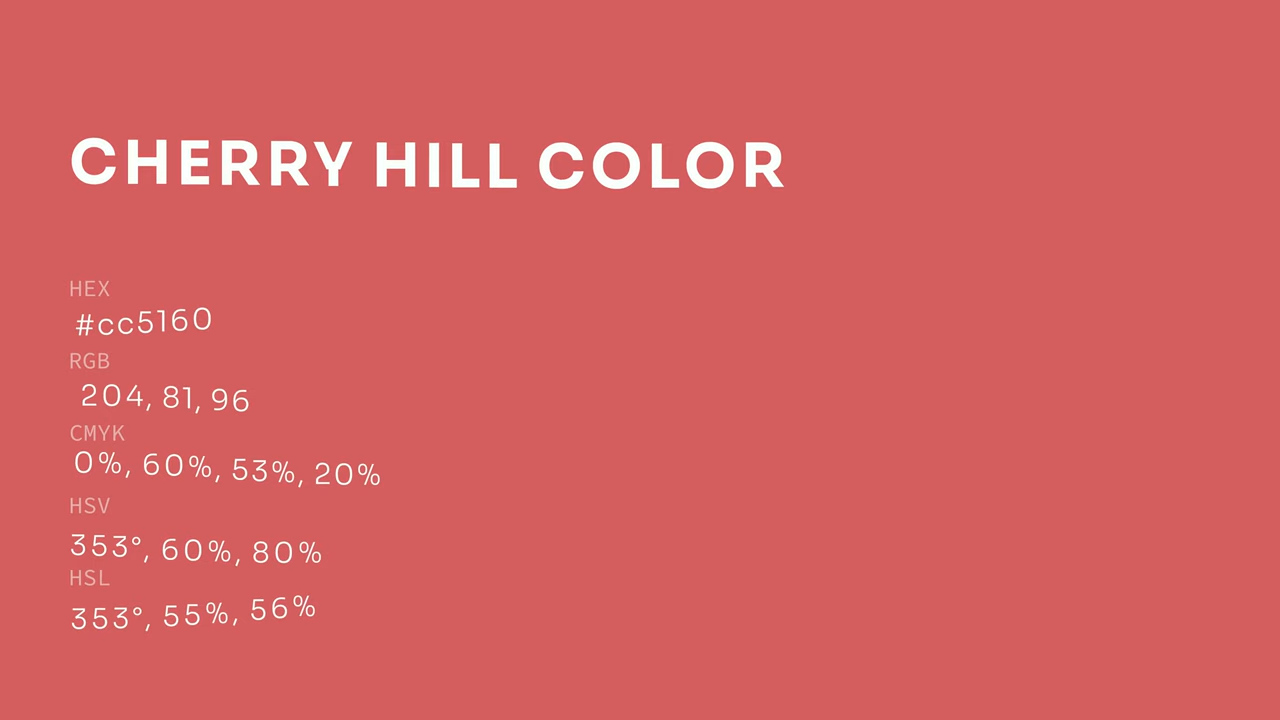 CHERRY HILL COLOR
HEX
#cc5160
RGB
204, 81, 96
CMYK
0%, 60%, 53%, 20%
HSV
353°, 60%, 80%
HSL
353°, 55%, 56%